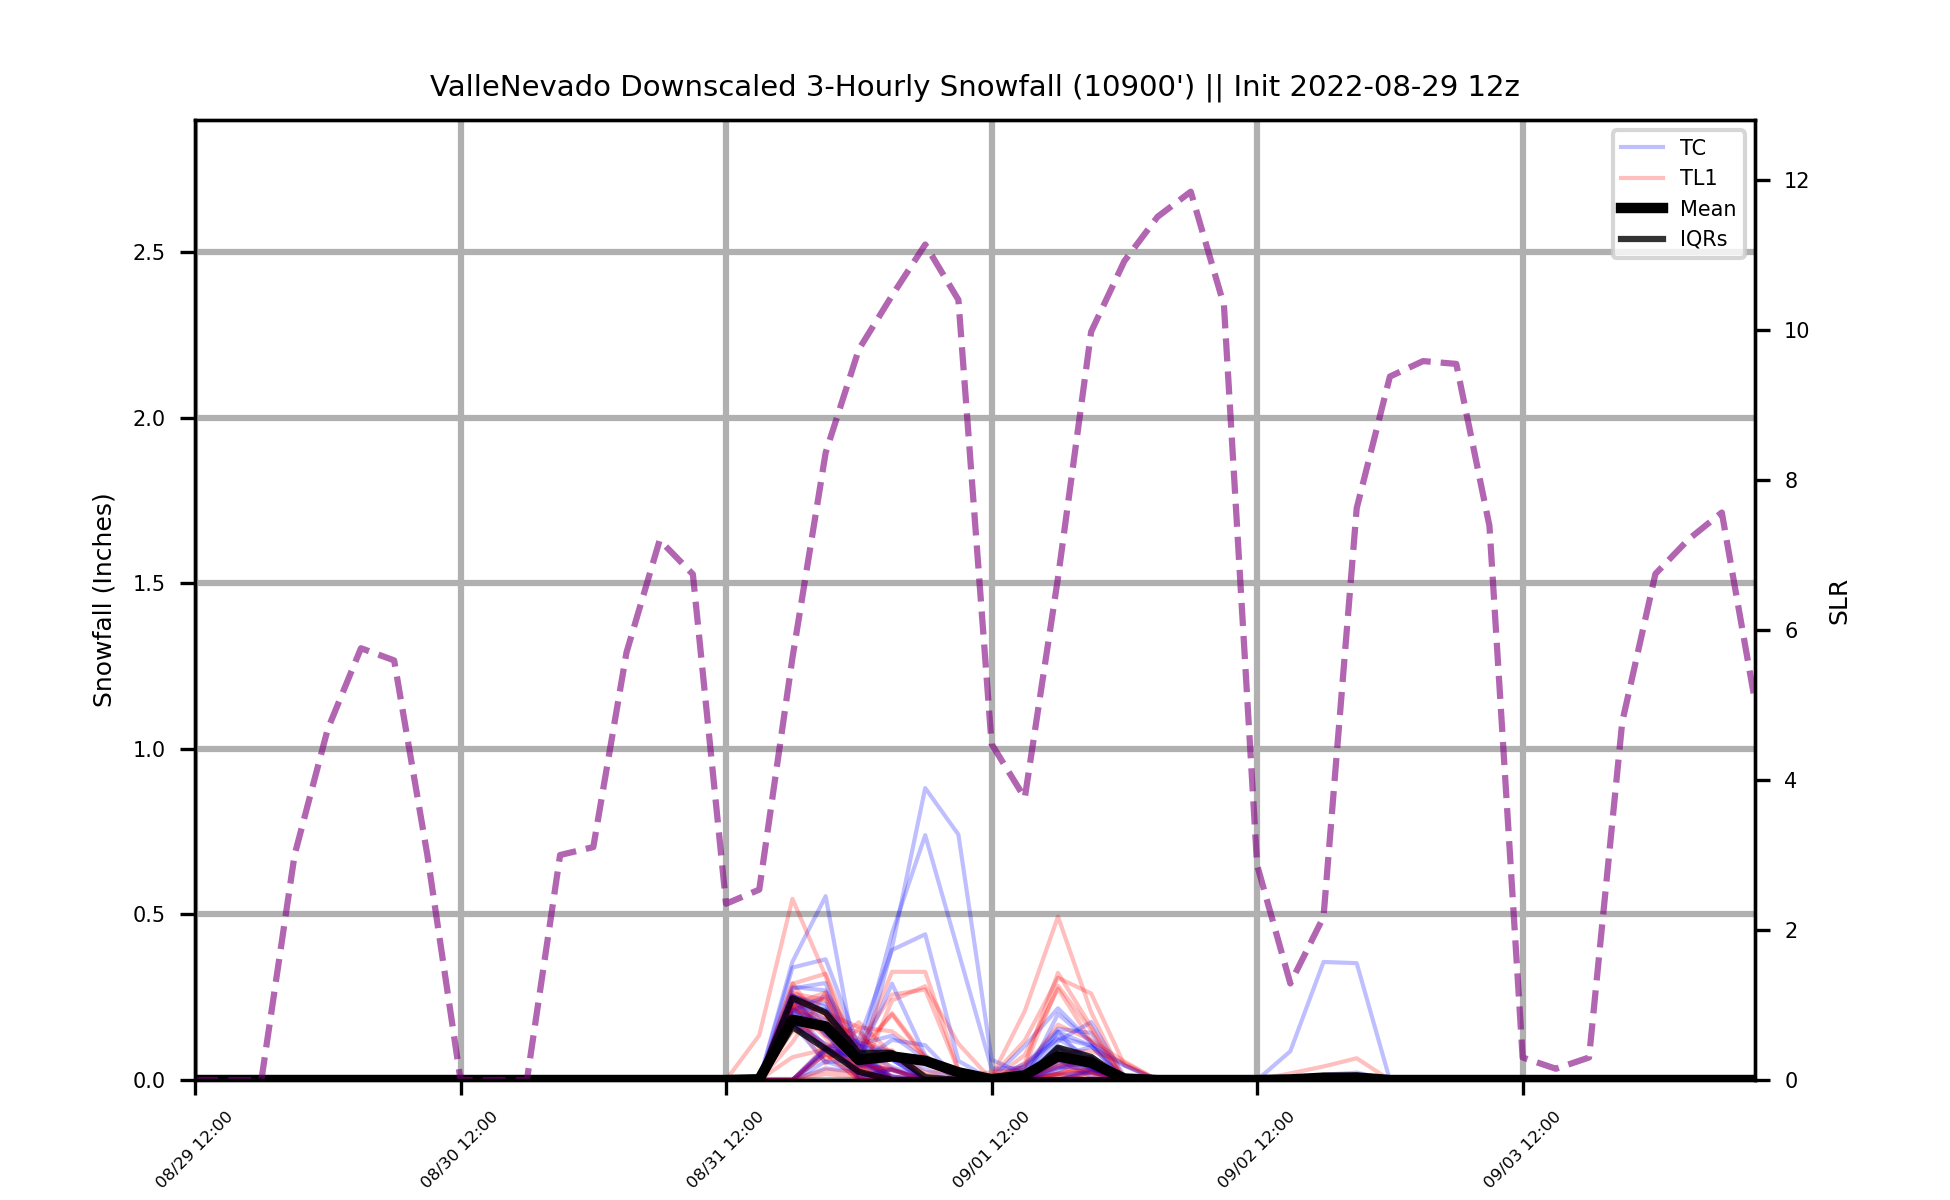 ValleNevado Downscaled 3-Hourly Snowfall (10900') || Init 2022-08-29 12z
TC
TL1
Mean
IQRs
Snowfall (Inches)
2.5
2.0
1.5
1.0
0.5
0.0
12
10
8
6
4
2
0
SLR
08/29 12:00
08/30 12:00
08/31 12:00
09/01 12:00
09/02 12:00
09/03 12:00